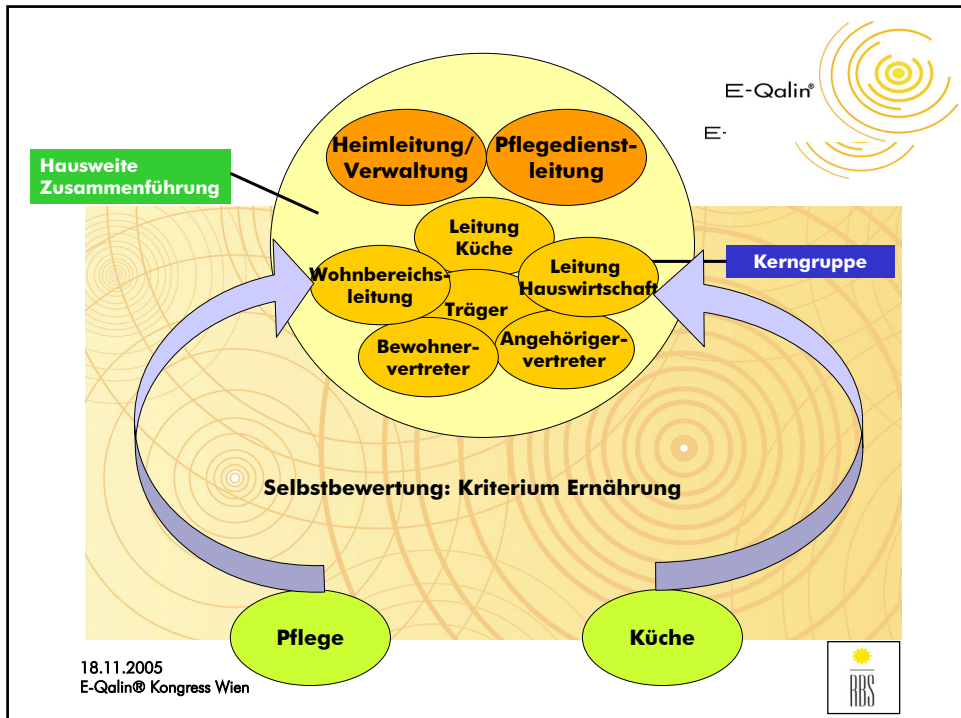 E-Qalin®
E-
Heimleitung/
Verwaltung
Pflegedienst-
leitung
Hausweite
Zusammenführung
Leitung
Küche
Wohnbereichs-
leitung
Leitung
Hauswirtschaft
Kerngruppe
Träger
Bewohner-
vertreter
Angehöriger-
vertreter
Selbstbewertung: Kriterium Ernährung
Pflege
Küche
18.11.2005
E-Qalin® Kongress Wien
RBS